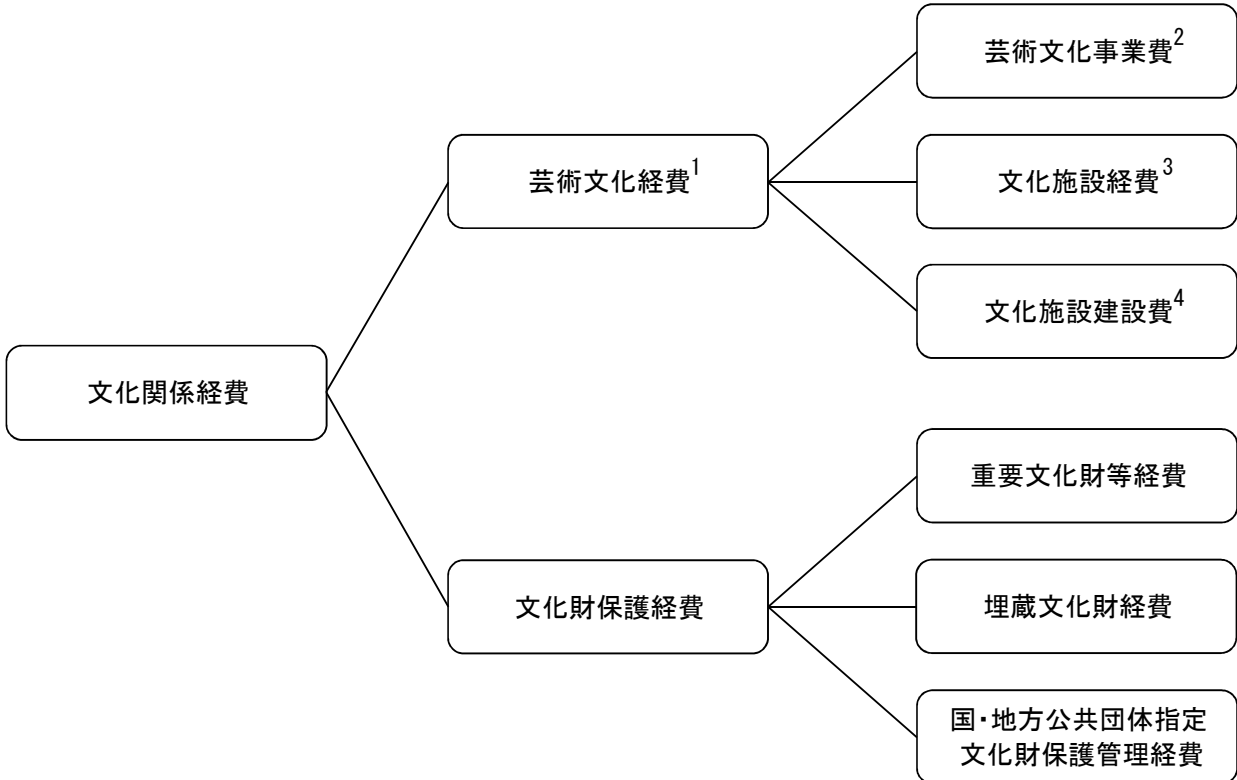 文化関係経費
芸術文化経費1
芸術文化事業費2
文化施設経費3
文化施設建設費4
文化財保護経費
重要文化財等経費
埋蔵文化財経費
国・地方公共団体指定
文化財保護管理経費